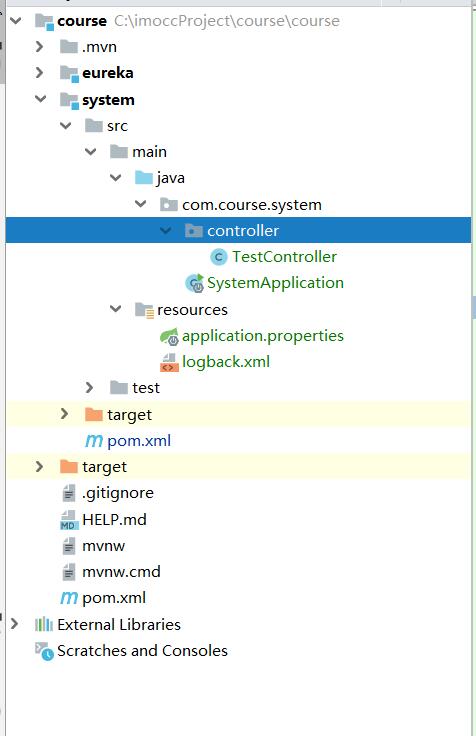 course C:\imoccProject\course\course
.mvn
eureka
system
src
main
java
com.course.system
controller
TestController
SystemApplication
resources
application.properties
logback.xml
test
target
pom.xml
target
.gitignore
HELP.md
mvnw
mvnw.cmd
pom.xml
External Libraries
Scratches and Consoles